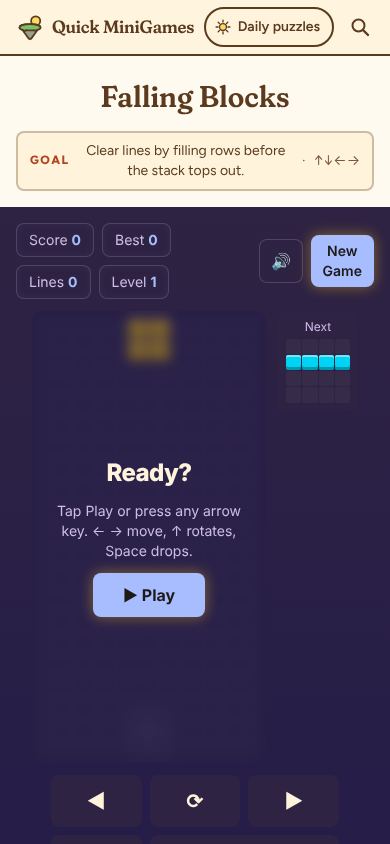 Quick MiniGames
Daily puzzles
Falling Blocks
GOAL
Clear lines by filling rows before
the stack tops out.
· ↑↓←→
Score 0
Best 0
Lines 0
Level 1
New
Game
Next
Ready?
Tap Play or press any arrow
key. ← → move, ↑ rotates,
Space drops.
▶ Play